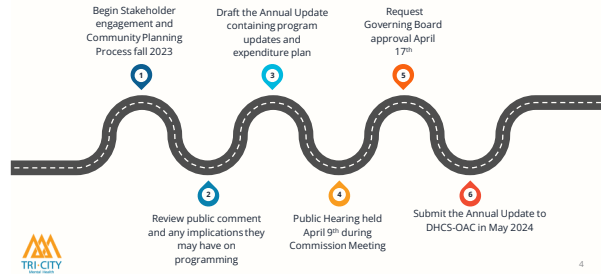 Begin Stakeholder
engagement and
Community Planning
Process fall 2023
1
Review public comment
and any implications they
may have on
programming
2
Draft the Annual Update
containing program
updates and
expenditure plan
3
Public Hearing held
April 9th during
Commission Meeting
4
Request
Governing Board
approval April
17th
5
Submit the Annual Update to
DHCS-OAC in May 2024
6
TRI-CITY
Mental Health
4